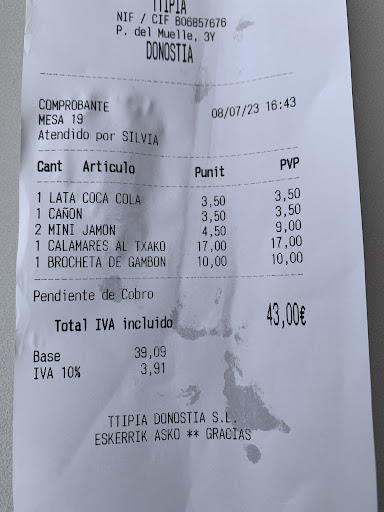 TTIPIA
NIF / CIF B06857676
P. del Muelle, 3Y
DONOSTIA
COMPROBANTE 08/07/23 16:43
MESA 19
Atendido por SILVIA
Cant Articulo Punit PVP
1 LATA COCA COLA 3,50 3,50
1 CAÑON 3,50 3,50
2 MINI JAMON 4,50 9,00
1 CALAMARES AL TXAKO 17,00 17,00
1 BROCHETA DE GAMBON 10,00 10,00
Pendiente de Cobro
Total IVA incluido 43,00€
Base 39,09
IVA 10% 3,91
TTIPIA DONOSTIA S.L.
ESKERRIK ASKO ** GRACIAS